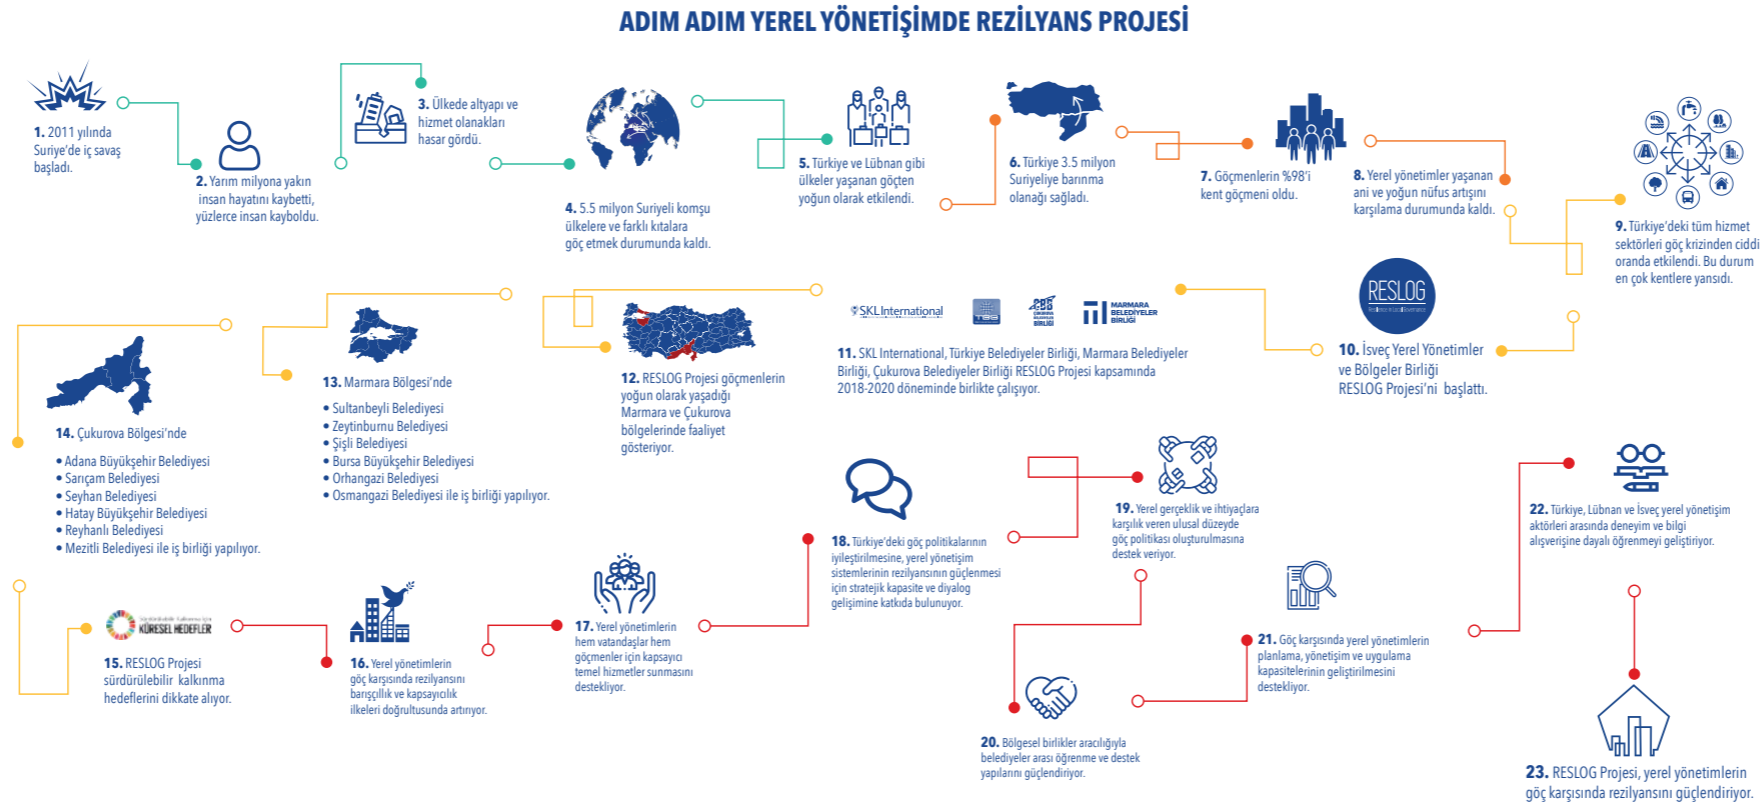 ADIM ADIM YEREL YÖNETİŞİMDE REZİLYANS PROJESİ
1. 2011 yılında
Suriye'de iç savaş
başladı.
2. Yarım milyona yakın
insan hayatını kaybetti,
yüzlerce insan kayboldu.
3. Ülkede altyapı ve
hizmet olanakları
hasar gördü.
4. 5.5 milyon Suriyeli komşu
ülkelere ve farklı kıtalara
göç etmek durumunda kaldı.
5. Türkiye ve Lübnan gibi
ülkeler yaşanan göçten
yoğun olarak etkilendi.
6. Türkiye 3.5 milyon
Suriyeliye barınma
olanağı sağladı.
7. Göçmenlerin %98'i
kent göçmeni oldu.
8. Yerel yönetimler yaşanan
ani ve yoğun nüfus artışını
karşılama durumunda kaldı.
9. Türkiye'deki tüm hizmet
sektörleri göç krizinden ciddi
oranda etkilendi. Bu durum
en çok kentlere yansıdı.
RESLOG
Resilience in Local Governance
10. İsveç Yerel Yönetimler
ve Bölgeler Birliği
RESLOG Projesi'ni başlattı.
SKL International
TBB
ÇBB
ÇUKUROVA
BELEDİYELER
BİRLİĞİ
MARMARA
BELEDİYELER
BİRLİĞİ
11. SKL International, Türkiye Belediyeler Birliği, Marmara Belediyeler
Birliği, Çukurova Belediyeler Birliği RESLOG Projesi kapsamında
2018-2020 döneminde birlikte çalışıyor.
12. RESLOG Projesi göçmenlerin
yoğun olarak yaşadığı
Marmara ve Çukurova
bölgelerinde faaliyet
gösteriyor.
13. Marmara Bölgesi'nde
• Sultanbeyli Belediyesi
• Zeytinburnu Belediyesi
• Şişli Belediyesi
• Bursa Büyükşehir Belediyesi
• Orhangazi Belediyesi
• Osmangazi Belediyesi ile iş birliği yapılıyor.
14. Çukurova Bölgesi'nde
• Adana Büyükşehir Belediyesi
• Sarıçam Belediyesi
• Seyhan Belediyesi
• Hatay Büyükşehir Belediyesi
• Reyhanlı Belediyesi
• Mezitli Belediyesi ile iş birliği yapılıyor.
Sürdürülebilir Kalkınma için
KÜRESEL HEDEFLER
15. RESLOG Projesi
sürdürülebilir kalkınma
hedeflerini dikkate alıyor.
16. Yerel yönetimlerin
göç karşısında rezilyansını
barışçıllık ve kapsayıcılık
ilkeleri doğrultusunda artırıyor.
17. Yerel yönetimlerin
hem vatandaşlar hem
göçmenler için kapsayıcı
temel hizmetler sunmasını
destekliyor.
18. Türkiye'deki göç politikalarının
iyileştirilmesine, yerel yönetişim
sistemlerinin rezilyansının güçlenmesi
için stratejik kapasite ve diyalog
gelişimine katkıda bulunuyor.
19. Yerel gerçeklik ve ihtiyaçlara
karşılık veren ulusal düzeyde
göç politikası oluşturulmasına
destek veriyor.
20. Bölgesel birlikler aracılığıyla
belediyeler arası öğrenme ve destek
yapılarını güçlendiriyor.
21. Göç karşısında yerel yönetimlerin
planlama, yönetişim ve uygulama
kapasitelerinin geliştirilmesini
destekliyor.
22. Türkiye, Lübnan ve İsveç yerel yönetişim
aktörleri arasında deneyim ve bilgi
alışverişine dayalı öğrenmeyi geliştiriyor.
23. RESLOG Projesi, yerel yönetimlerin
göç karşısında rezilyansını güçlendiriyor.